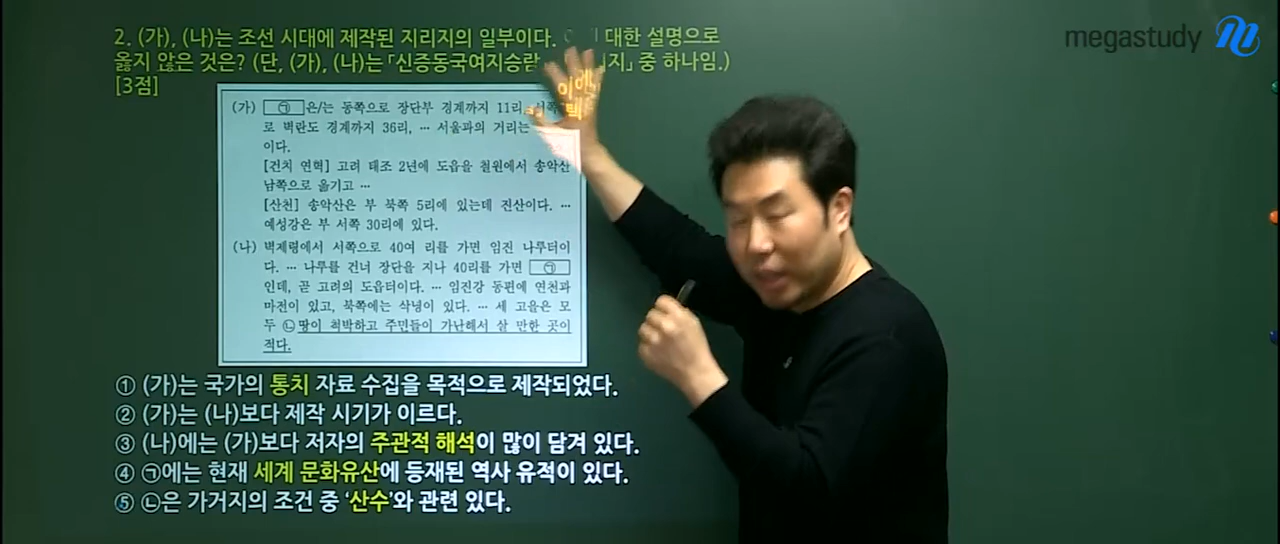 megastudy
2. (가), (나)는 조선 시대에 제작된 지리지의 일부이다. 대한 설명으로
옳지 않은 것은? (단, (가), (나)는 「신증동국여지승람 지」 중 하나임.)
[3점]
(가) ㉠ 은/는 동쪽으로 장단부 경계까지 11리, 서쪽
로 벽란도 경계까지 36리, … 서울과의 거리는
이다.
[건치 연혁] 고려 태조 2년에 도읍을 철원에서 송악산
남쪽으로 옮기고 …
[산천] 송악산은 부 북쪽 5리에 있는데 진산이다. …
예성강은 부 서쪽 30리에 있다.
(나) 벽제령에서 서쪽으로 40여 리를 가면 임진 나루터이
다. … 나루를 건너 장단을 지나 40리를 가면 ㉠
인데, 곧 고려의 도읍터이다. … 임진강 동편에 연천과
마전이 있고, 북쪽에는 삭녕이 있다. … 세 고을은 모
두 ㉡땅이 척박하고 주민들이 가난해서 살 만한 곳이
적다.
① (가)는 국가의 통치 자료 수집을 목적으로 제작되었다.
② (가)는 (나)보다 제작 시기가 이르다.
③ (나)에는 (가)보다 저자의 주관적 해석이 많이 담겨 있다.
④ ㉠에는 현재 세계 문화유산에 등재된 역사 유적이 있다.
⑤ ㉡은 가거지의 조건 중 '산수'와 관련 있다.